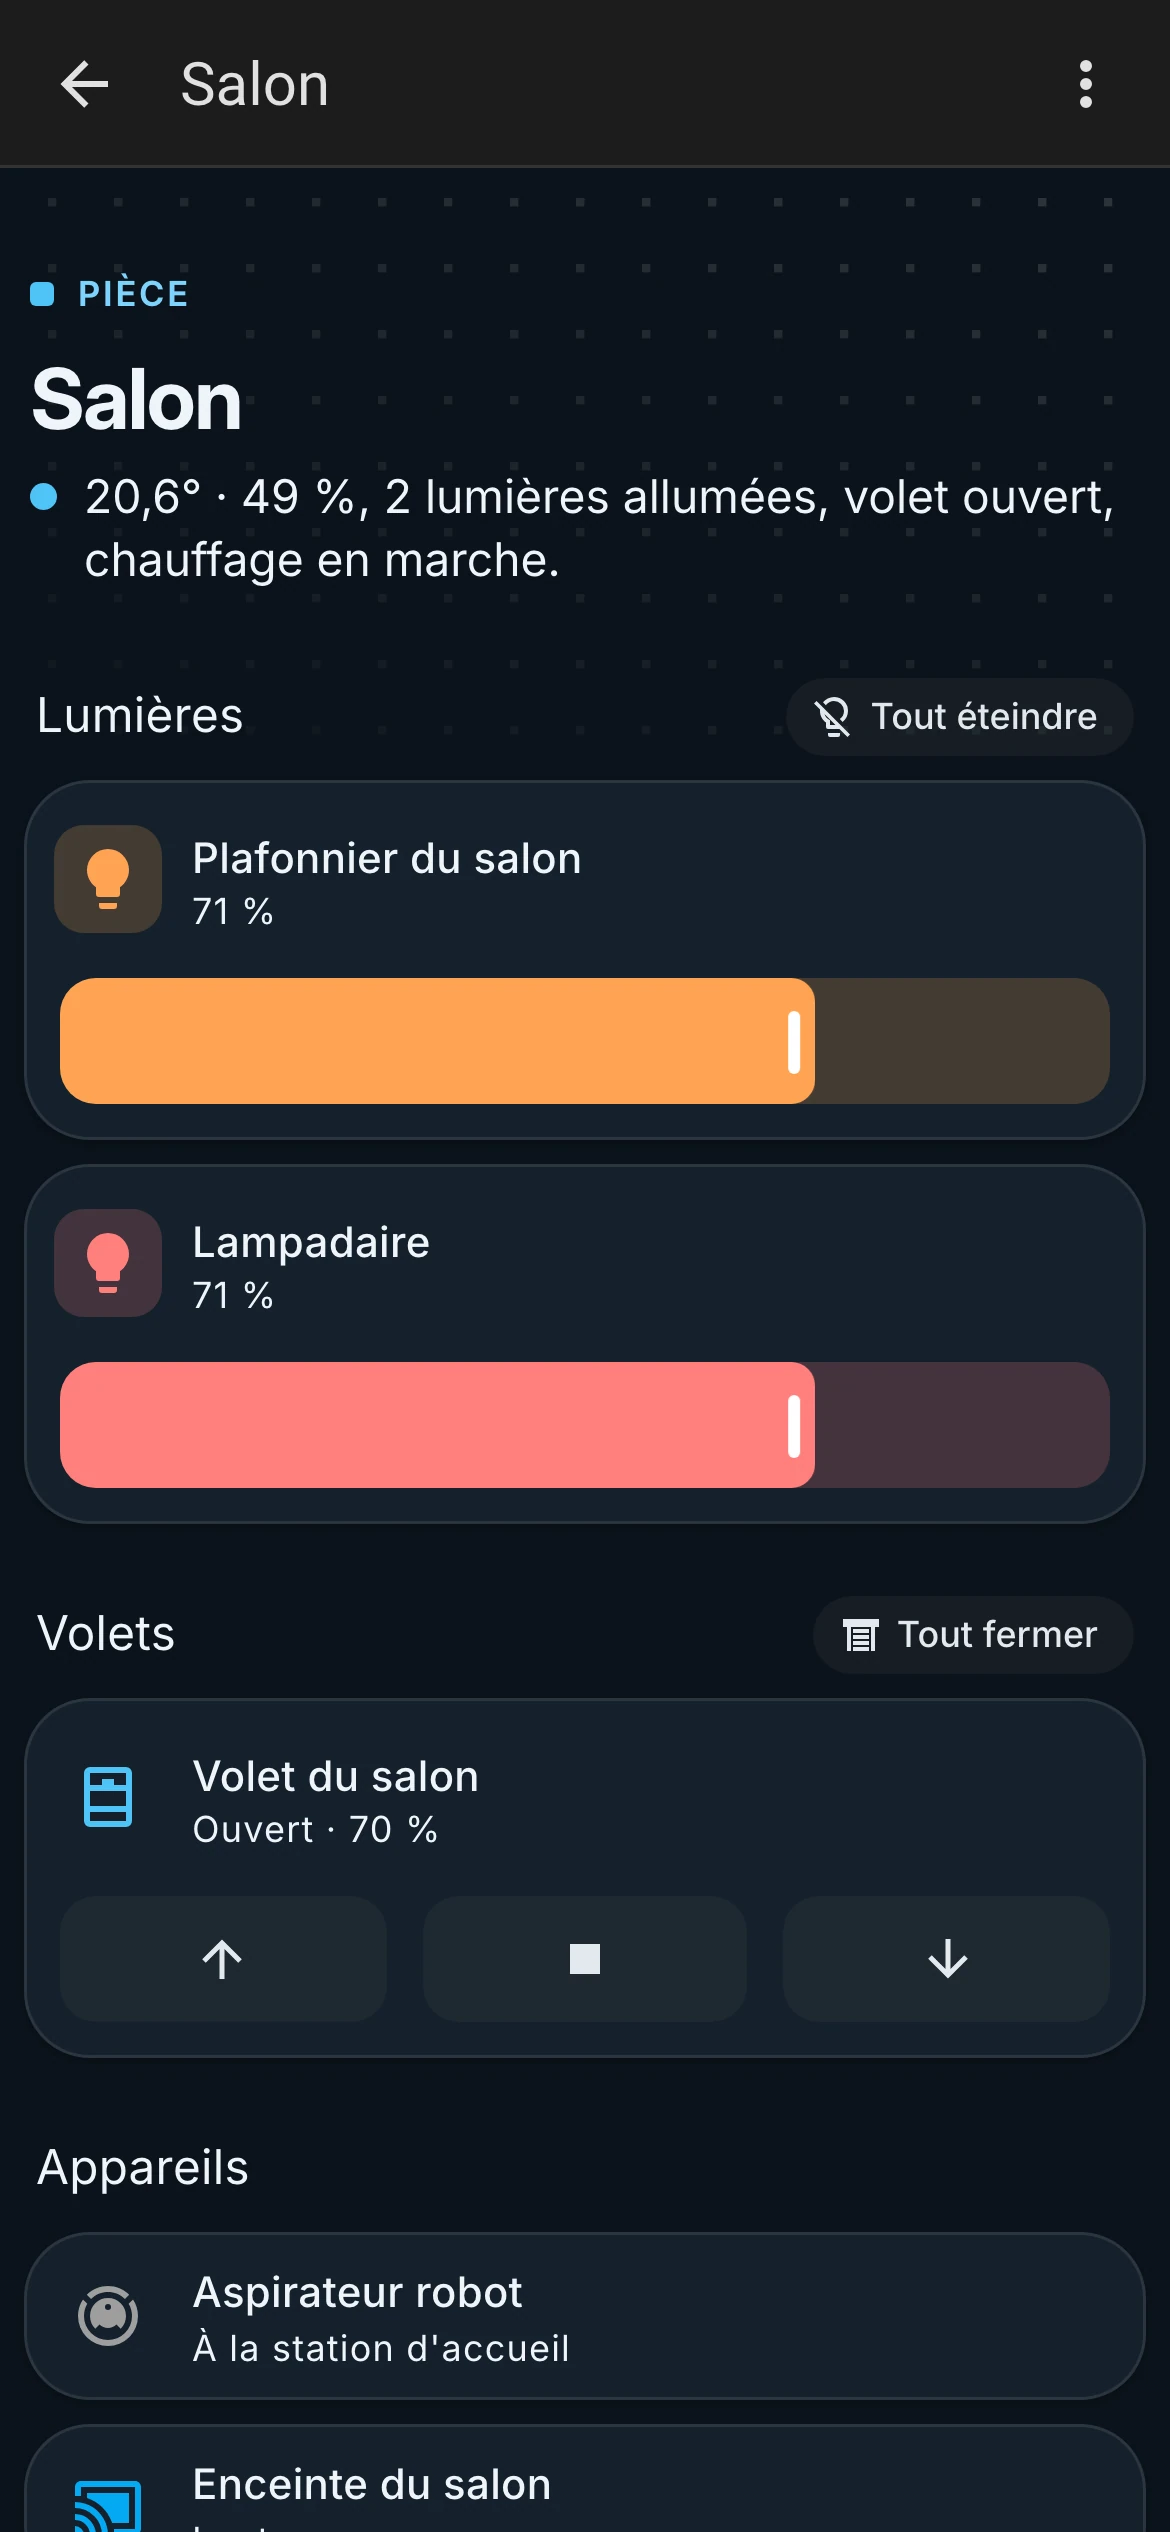 Salon
PIÈCE
Salon
20,6° · 49 %, 2 lumières allumées, volet ouvert,
chauffage en marche.
Lumières
Tout éteindre
Plafonnier du salon
71 %
Lampadaire
71 %
Volets
Tout fermer
Volet du salon
Ouvert · 70 %
Appareils
Aspirateur robot
À la station d'accueil
Enceinte du salon